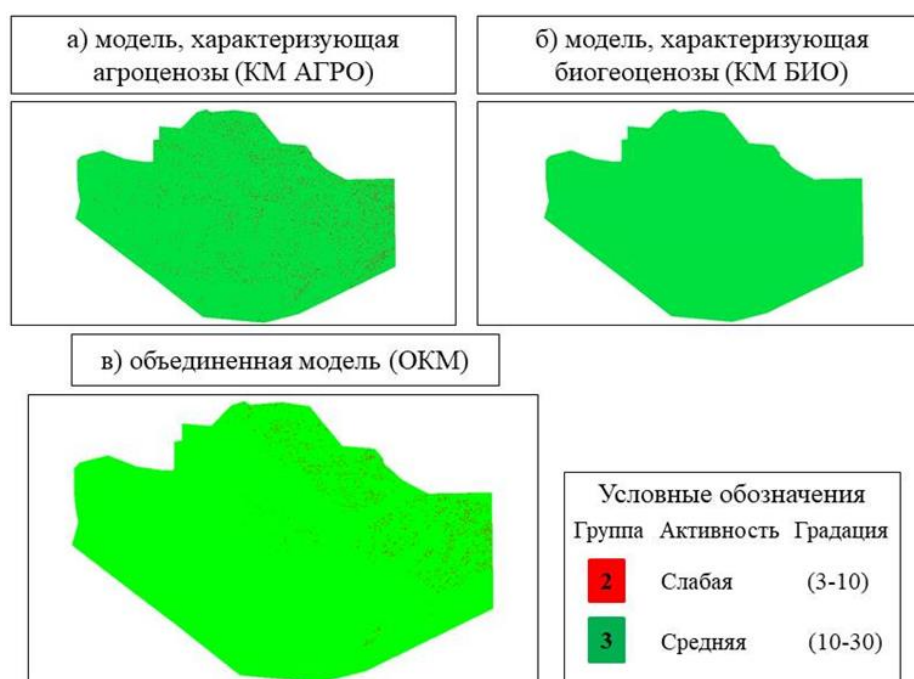 а) модель, характеризующая
агроценозы (КМ АГРО)
б) модель, характеризующая
биогеоценозы (КМ БИО)
в) объединенная модель (ОКМ)
Условные обозначения
Группа Активность Градация
2 Слабая (3-10)
3 Средняя (10-30)